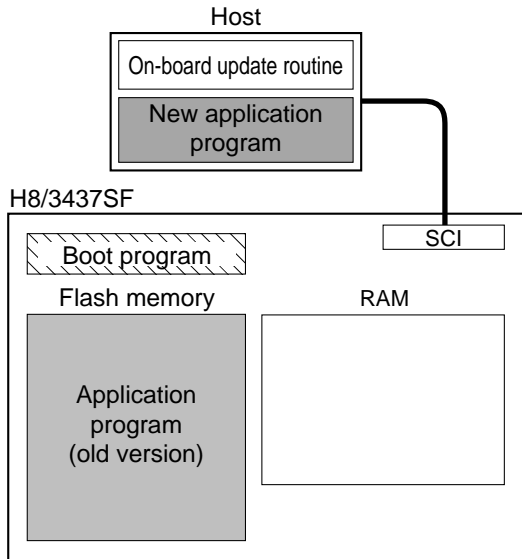 Host
On-board update routine
New application
program
H8/3437SF
SCI
Boot program
Flash memory
RAM
Application
program
(old version)